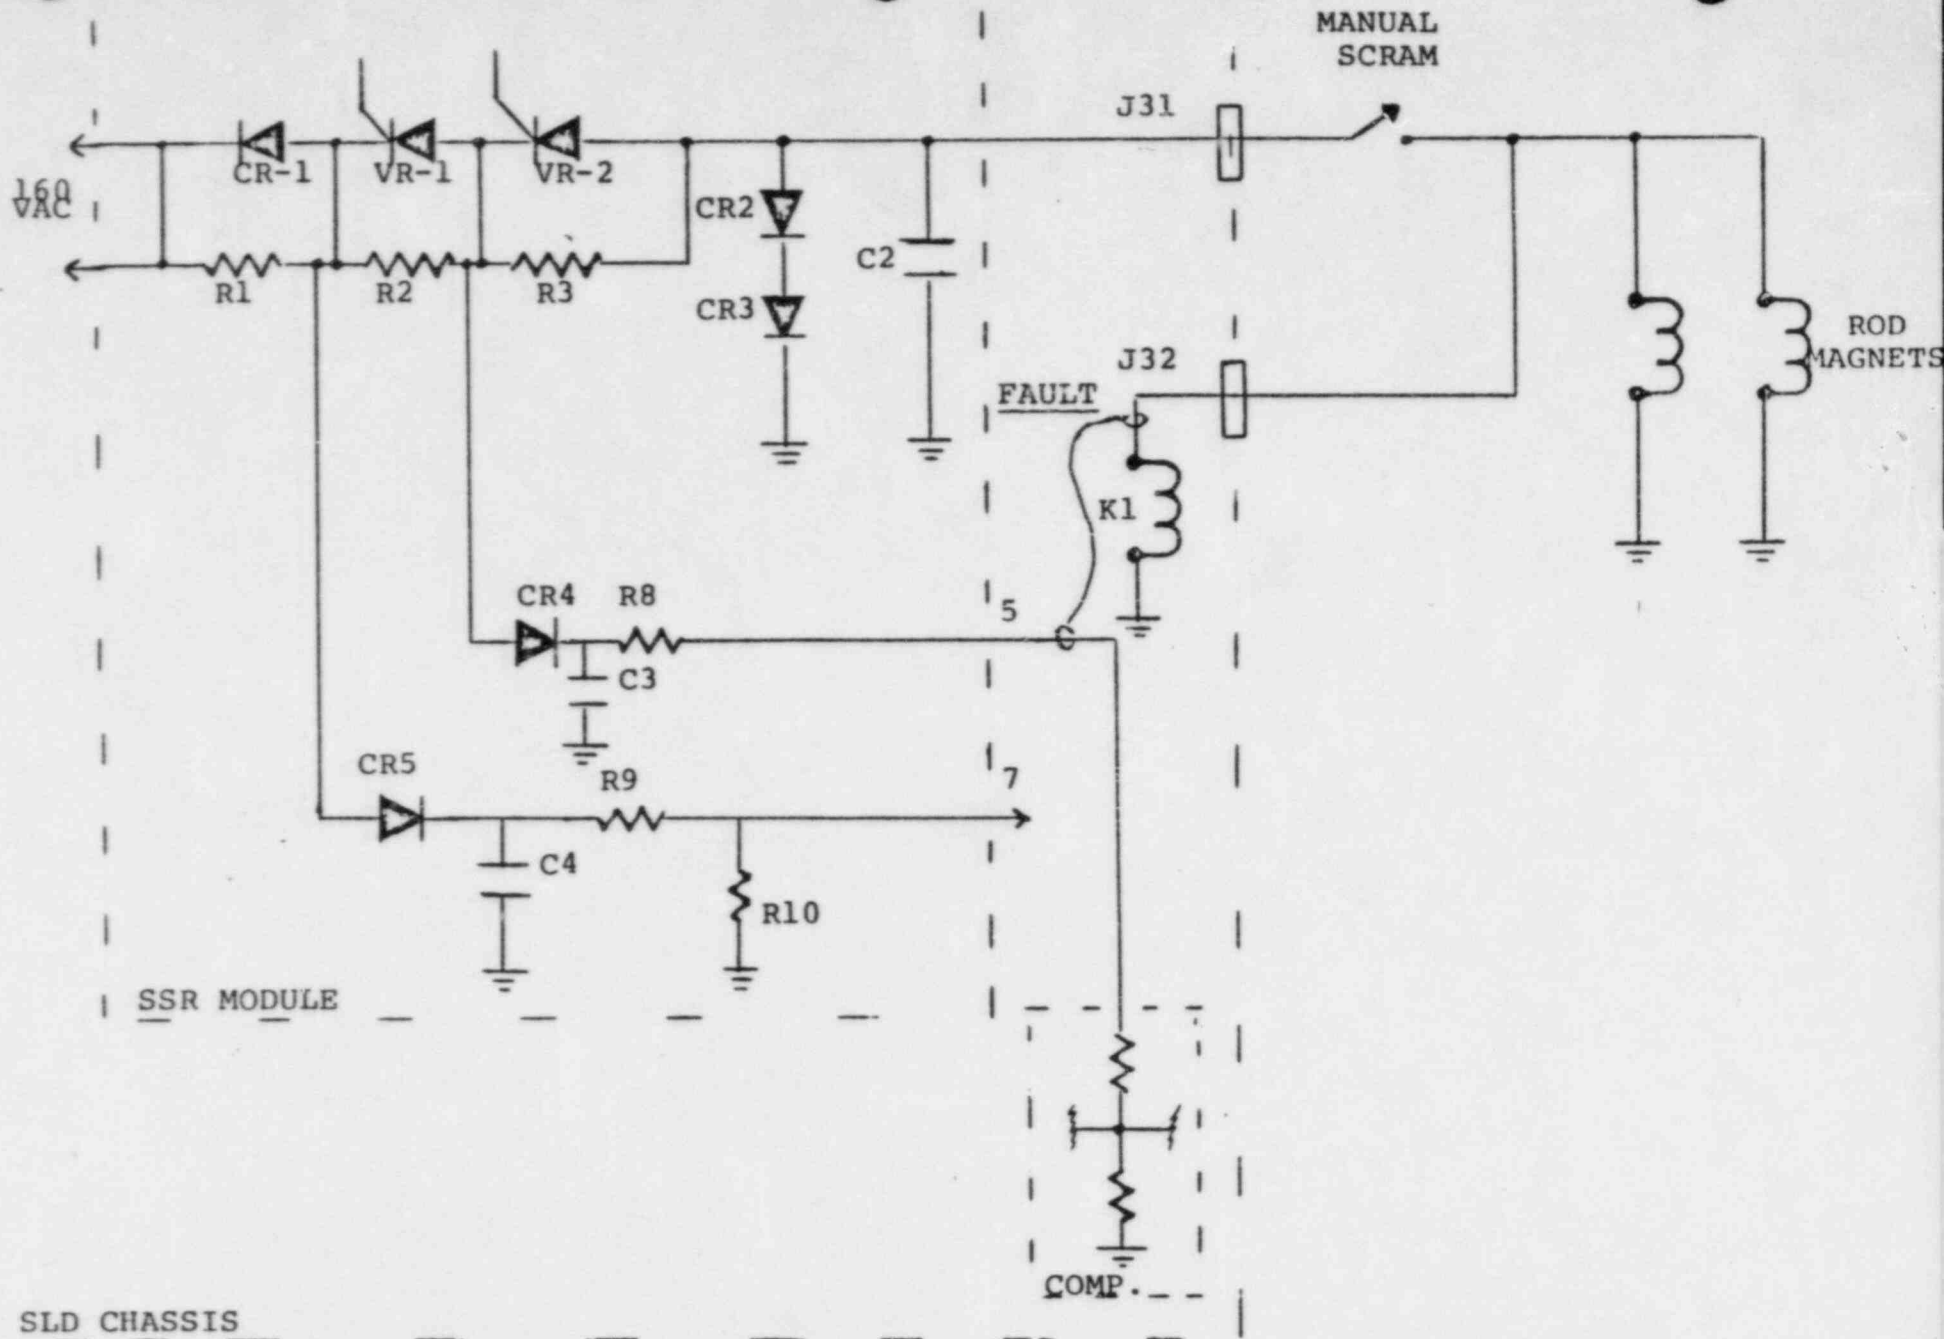 MANUAL
SCRAM
J31
160
VAC
CR-1
VR-1
VR-2
CR2
C2
R1
R2
R3
CR3
ROD
MAGNETS
J32
FAULT
K1
CR4
R8
5
C3
CR5
R9
7
C4
R10
SSR MODULE
COMP.
SLD CHASSIS